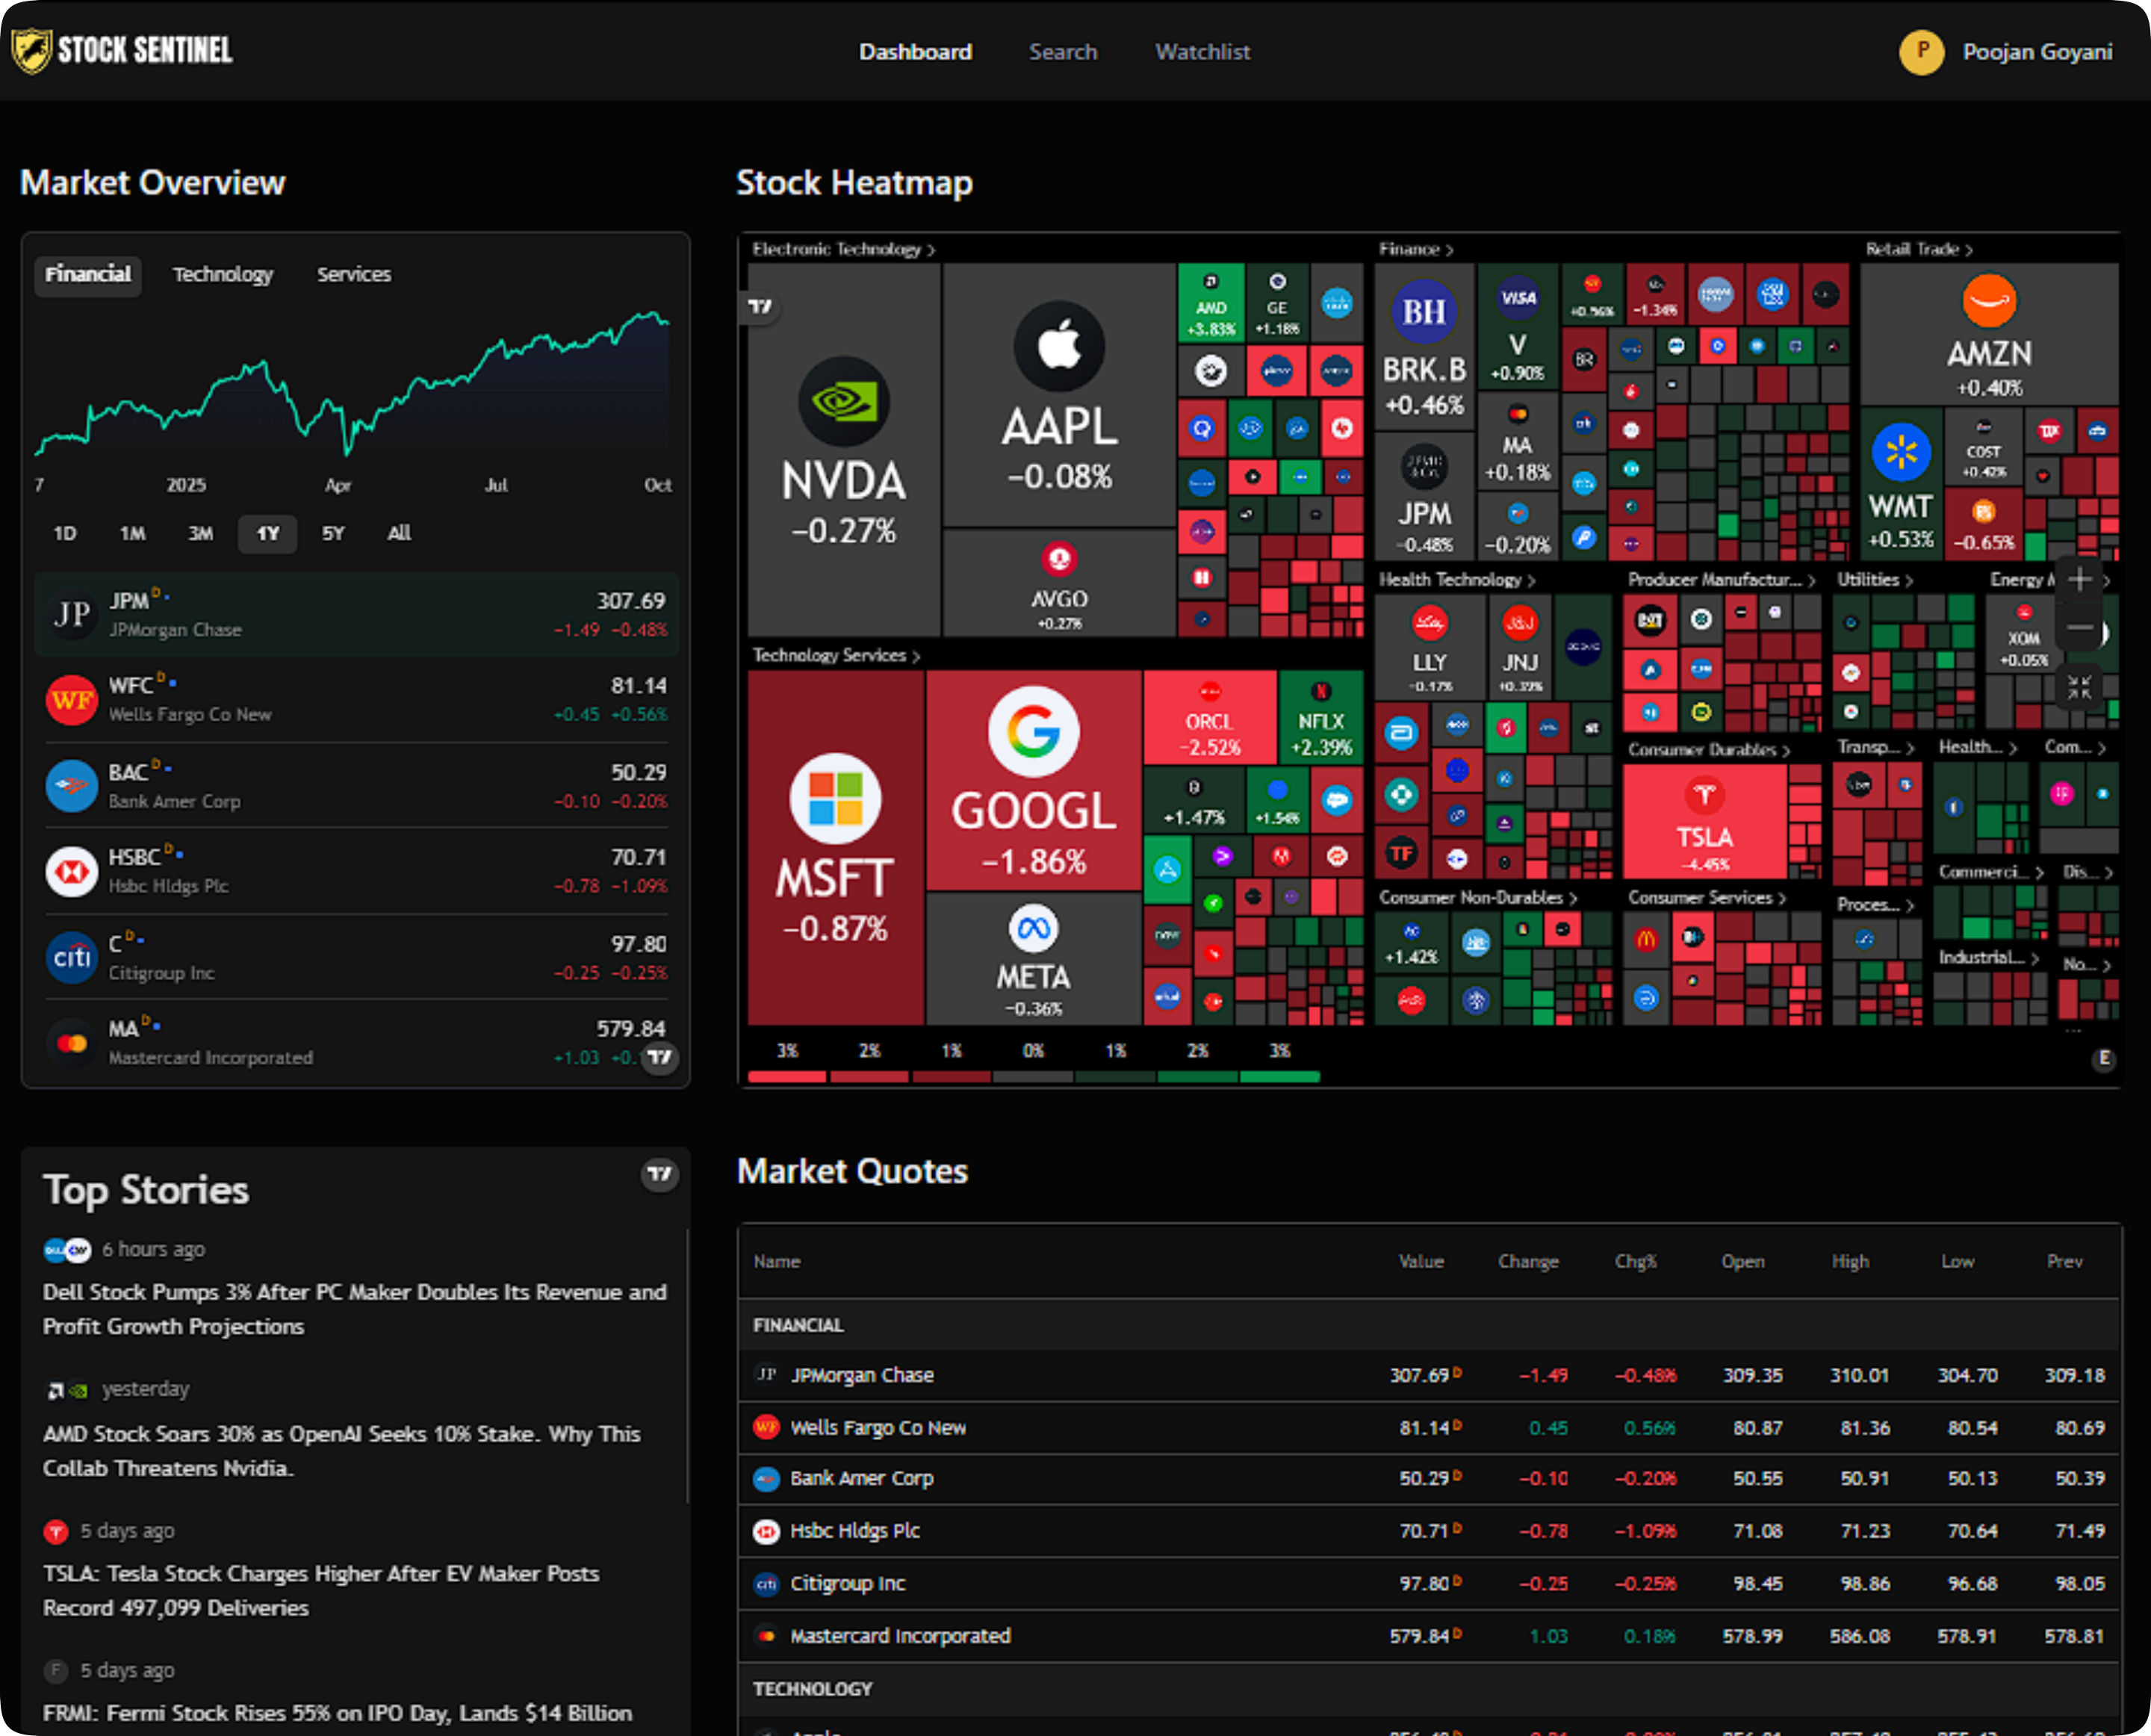 STOCK SENTINEL
Dashboard Search Watchlist
P Poojan Goyani
Market Overview
Financial Technology Services
7 2025 Apr Jul Oct
1D 1M 3M 1Y 5Y All
JP JPM D 307.69
JPMorgan Chase −1.49 −0.48%
WF WFC D 81.14
Wells Fargo Co New +0.45 +0.56%
BAC D 50.29
Bank Amer Corp −0.10 −0.20%
HSBC D 70.71
Hsbc Hldgs Plc −0.78 −1.09%
citi C D 97.80
Citigroup Inc −0.25 −0.25%
MA D 579.84
Mastercard Incorporated +1.03
Stock Heatmap
Electronic Technology >
NVDA
−0.27%
AAPL
−0.08%
AVGO
+0.27%
AMD
+3.83%
GE
+1.18%
Technology Services >
MSFT
−0.87%
GOOGL
−1.86%
META
−0.36%
ORCL
−2.52%
NFLX
+2.39%
+1.47%
+1.54%
Finance >
BH
BRK.B
+0.46%
VISA
V
+0.90%
JPM
−0.48%
MA
+0.18%
−0.20%
+0.56%
−1.34%
BR
Retail Trade >
AMZN
+0.40%
WMT
+0.53%
COST
+0.42%
−0.65%
Health Technology >
Lilly
LLY
−0.17%
J&J
JNJ
+0.39%
TF
Producer Manufactur... >
Utilities >
Energy M
XOM
+0.05%
Consumer Durables >
TSLA
−4.45%
Transp... >
Health... >
Com... >
Consumer Non-Durables >
+1.42%
Consumer Services >
Proces... >
Commerci... >
Dis... >
Industrial... >
No... >
3% 2% 1% 0% 1% 2% 3%
E
Top Stories
6 hours ago
Dell Stock Pumps 3% After PC Maker Doubles Its Revenue and
Profit Growth Projections
yesterday
AMD Stock Soars 30% as OpenAI Seeks 10% Stake. Why This
Collab Threatens Nvidia.
5 days ago
TSLA: Tesla Stock Charges Higher After EV Maker Posts
Record 497,099 Deliveries
F 5 days ago
FRMI: Fermi Stock Rises 55% on IPO Day, Lands $14 Billion
Market Quotes
Name Value Change Chg% Open High Low Prev
FINANCIAL
JP JPMorgan Chase 307.69 D −1.49 −0.48% 309.35 310.01 304.70 309.18
WF Wells Fargo Co New 81.14 D 0.45 0.56% 80.87 81.36 80.54 80.69
Bank Amer Corp 50.29 D −0.10 −0.20% 50.55 50.91 50.13 50.39
Hsbc Hldgs Plc 70.71 D −0.78 −1.09% 71.08 71.23 70.64 71.49
citi Citigroup Inc 97.80 D −0.25 −0.25% 98.45 98.86 96.68 98.05
Mastercard Incorporated 579.84 D 1.03 0.18% 578.99 586.08 578.91 578.81
TECHNOLOGY